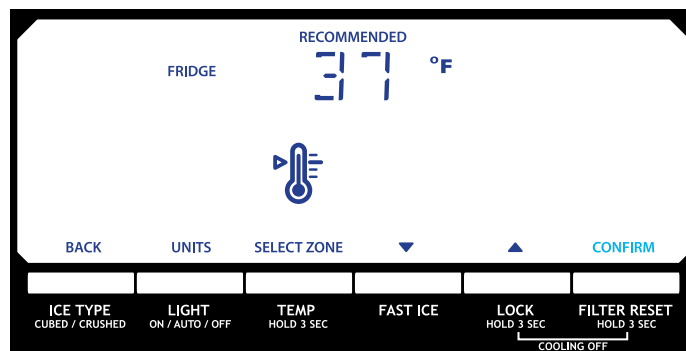 RECOMMENDED
FRIDGE 37 °F
BACK UNITS SELECT ZONE CONFIRM
ICE TYPE LIGHT TEMP FAST ICE LOCK FILTER RESET
CUBED / CRUSHED ON / AUTO / OFF HOLD 3 SEC HOLD 3 SEC HOLD 3 SEC
COOLING OFF